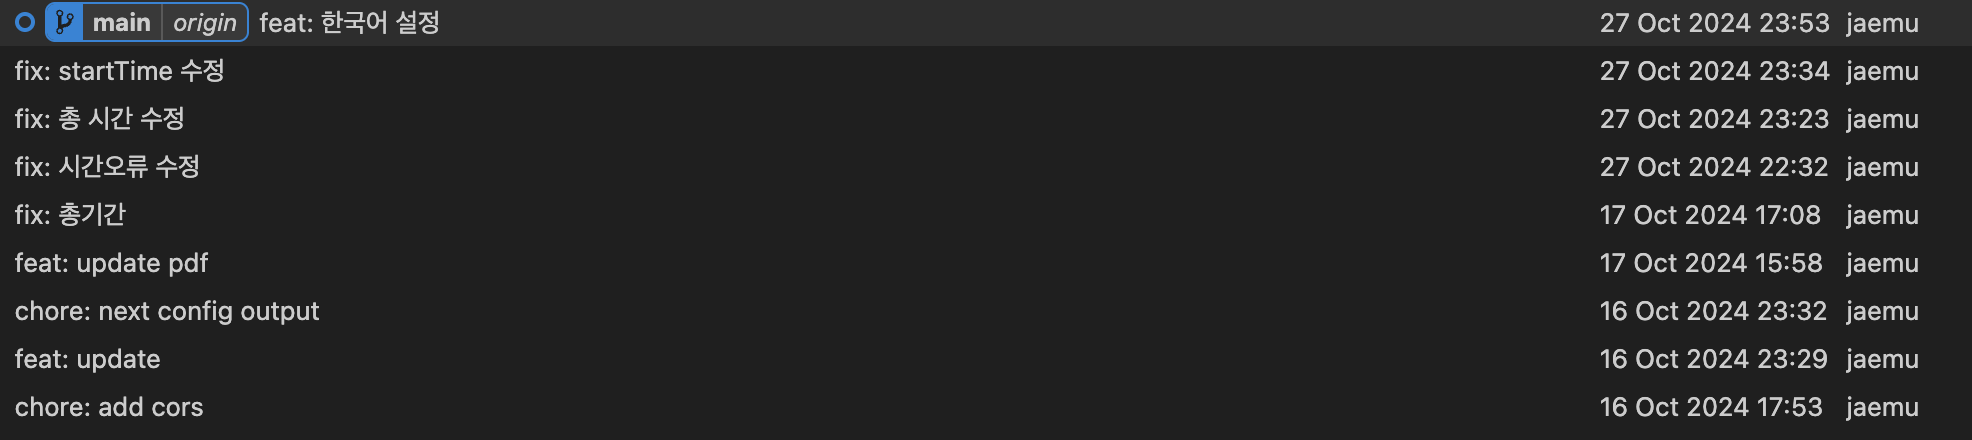 main origin feat: 한국어 설정 27 Oct 2024 23:53 jaemu
fix: startTime 수정 27 Oct 2024 23:34 jaemu
fix: 총 시간 수정 27 Oct 2024 23:23 jaemu
fix: 시간오류 수정 27 Oct 2024 22:32 jaemu
fix: 총기간 17 Oct 2024 17:08 jaemu
feat: update pdf 17 Oct 2024 15:58 jaemu
chore: next config output 16 Oct 2024 23:32 jaemu
feat: update 16 Oct 2024 23:29 jaemu
chore: add cors 16 Oct 2024 17:53 jaemu